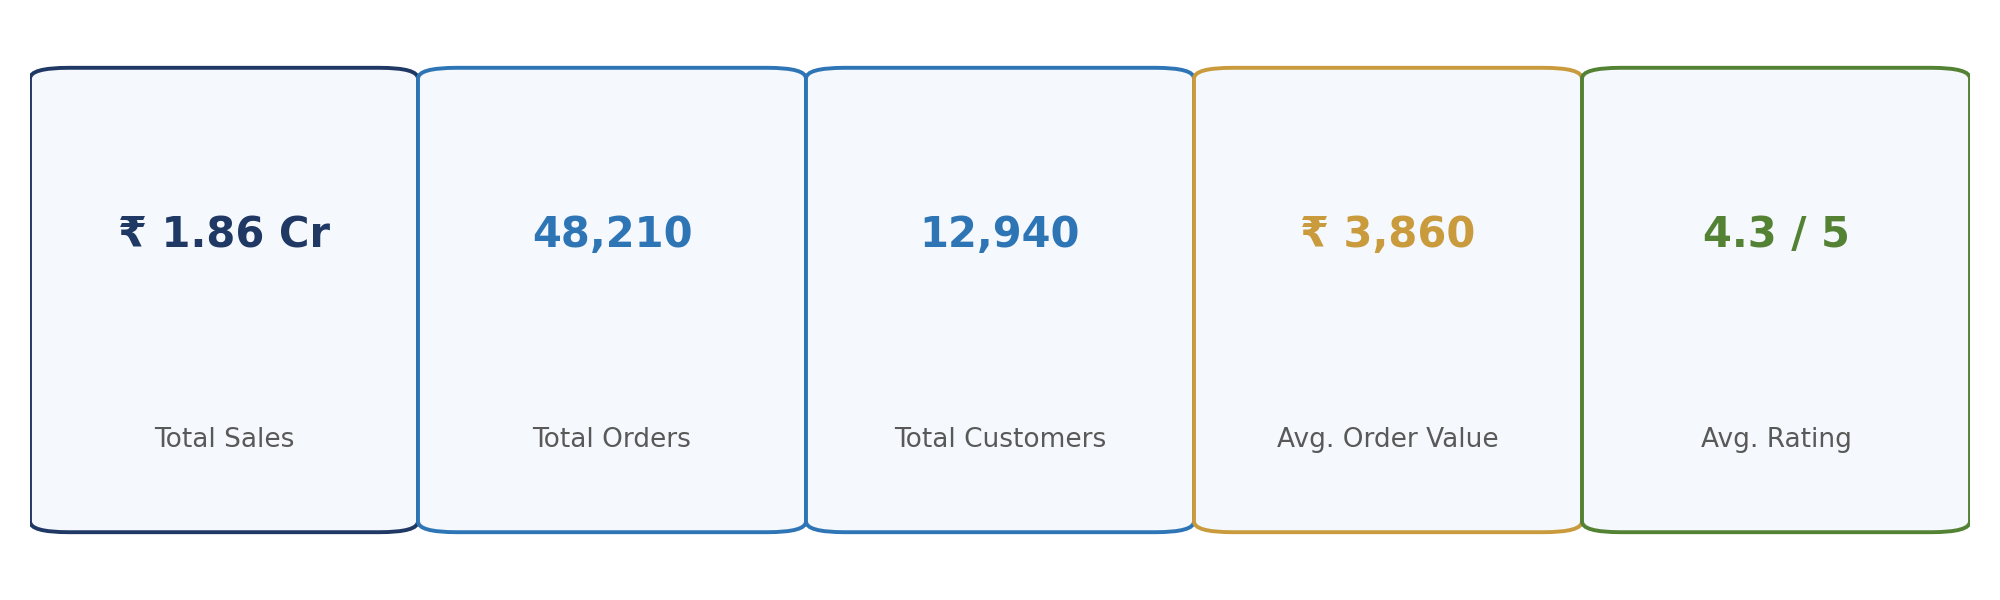 ₹ 1.86 Cr
Total Sales
48,210
Total Orders
12,940
Total Customers
₹ 3,860
Avg. Order Value
4.3 / 5
Avg. Rating